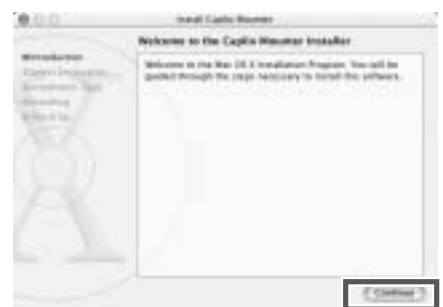 Install Caplio Mounter
Welcome to the Caplio Mounter Installer
Introduction
Welcome to the Mac OS X Installation Program. You will be
guided through the steps necessary to install this software.
Continue